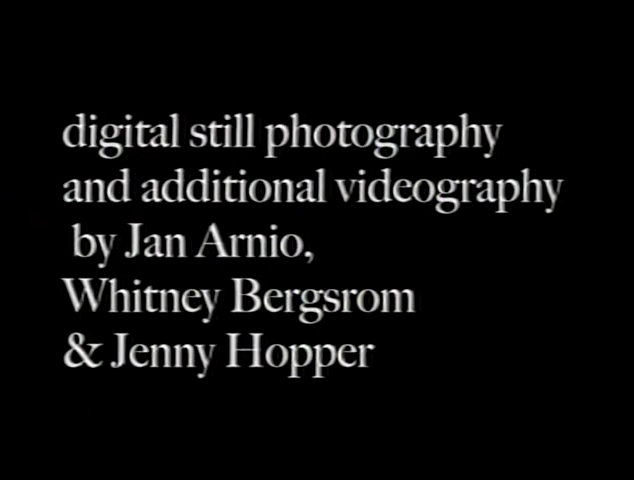 digital still photography
and additional videography
by Jan Arnio,
Whitney Bergsrom
& Jenny Hopper